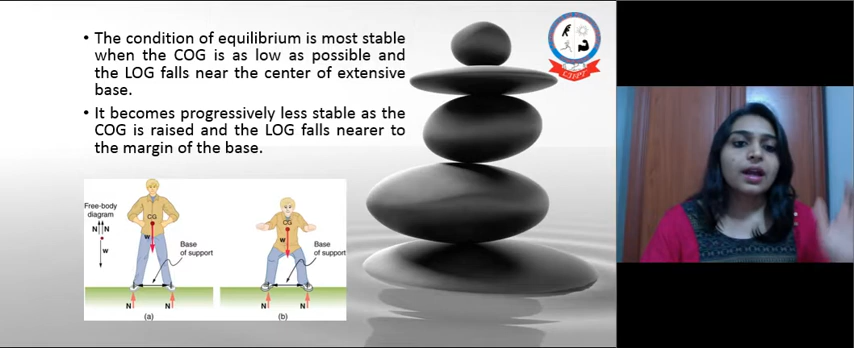 • The condition of equilibrium is most stable
when the COG is as low as possible and
the LOG falls near the center of extensive
base.
• It becomes progressively less stable as the
COG is raised and the LOG falls nearer to
the margin of the base.
Free-body
diagram
N N
w
CG
w
Base
of support
N N
(a)
CG
w
Base
of support
N N
(b)
LTFPT